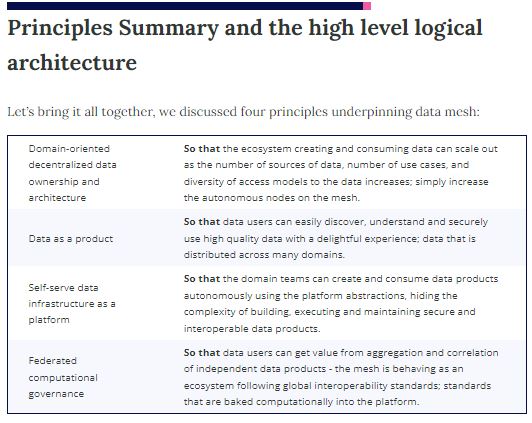 Principles Summary and the high level logical
architecture
Let's bring it all together, we discussed four principles underpinning data mesh:
Domain-oriented
decentralized data
ownership and
architecture
So that the ecosystem creating and consuming data can scale out
as the number of sources of data, number of use cases, and
diversity of access models to the data increases; simply increase
the autonomous nodes on the mesh.
Data as a product
So that data users can easily discover, understand and securely
use high quality data with a delightful experience; data that is
distributed across many domains.
Self-serve data
infrastructure as a
platform
So that the domain teams can create and consume data products
autonomously using the platform abstractions, hiding the
complexity of building, executing and maintaining secure and
interoperable data products.
Federated
computational
governance
So that data users can get value from aggregation and correlation
of independent data products - the mesh is behaving as an
ecosystem following global interoperability standards; standards
that are baked computationally into the platform.